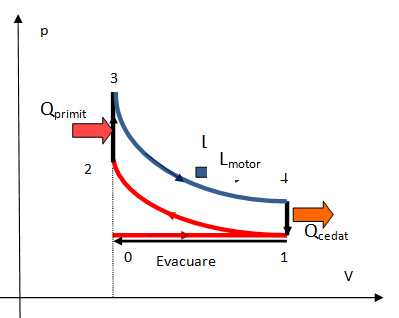 p
3
Qprimit
L
Lmotor
2
Qcedat
0
Evacuare
1
V